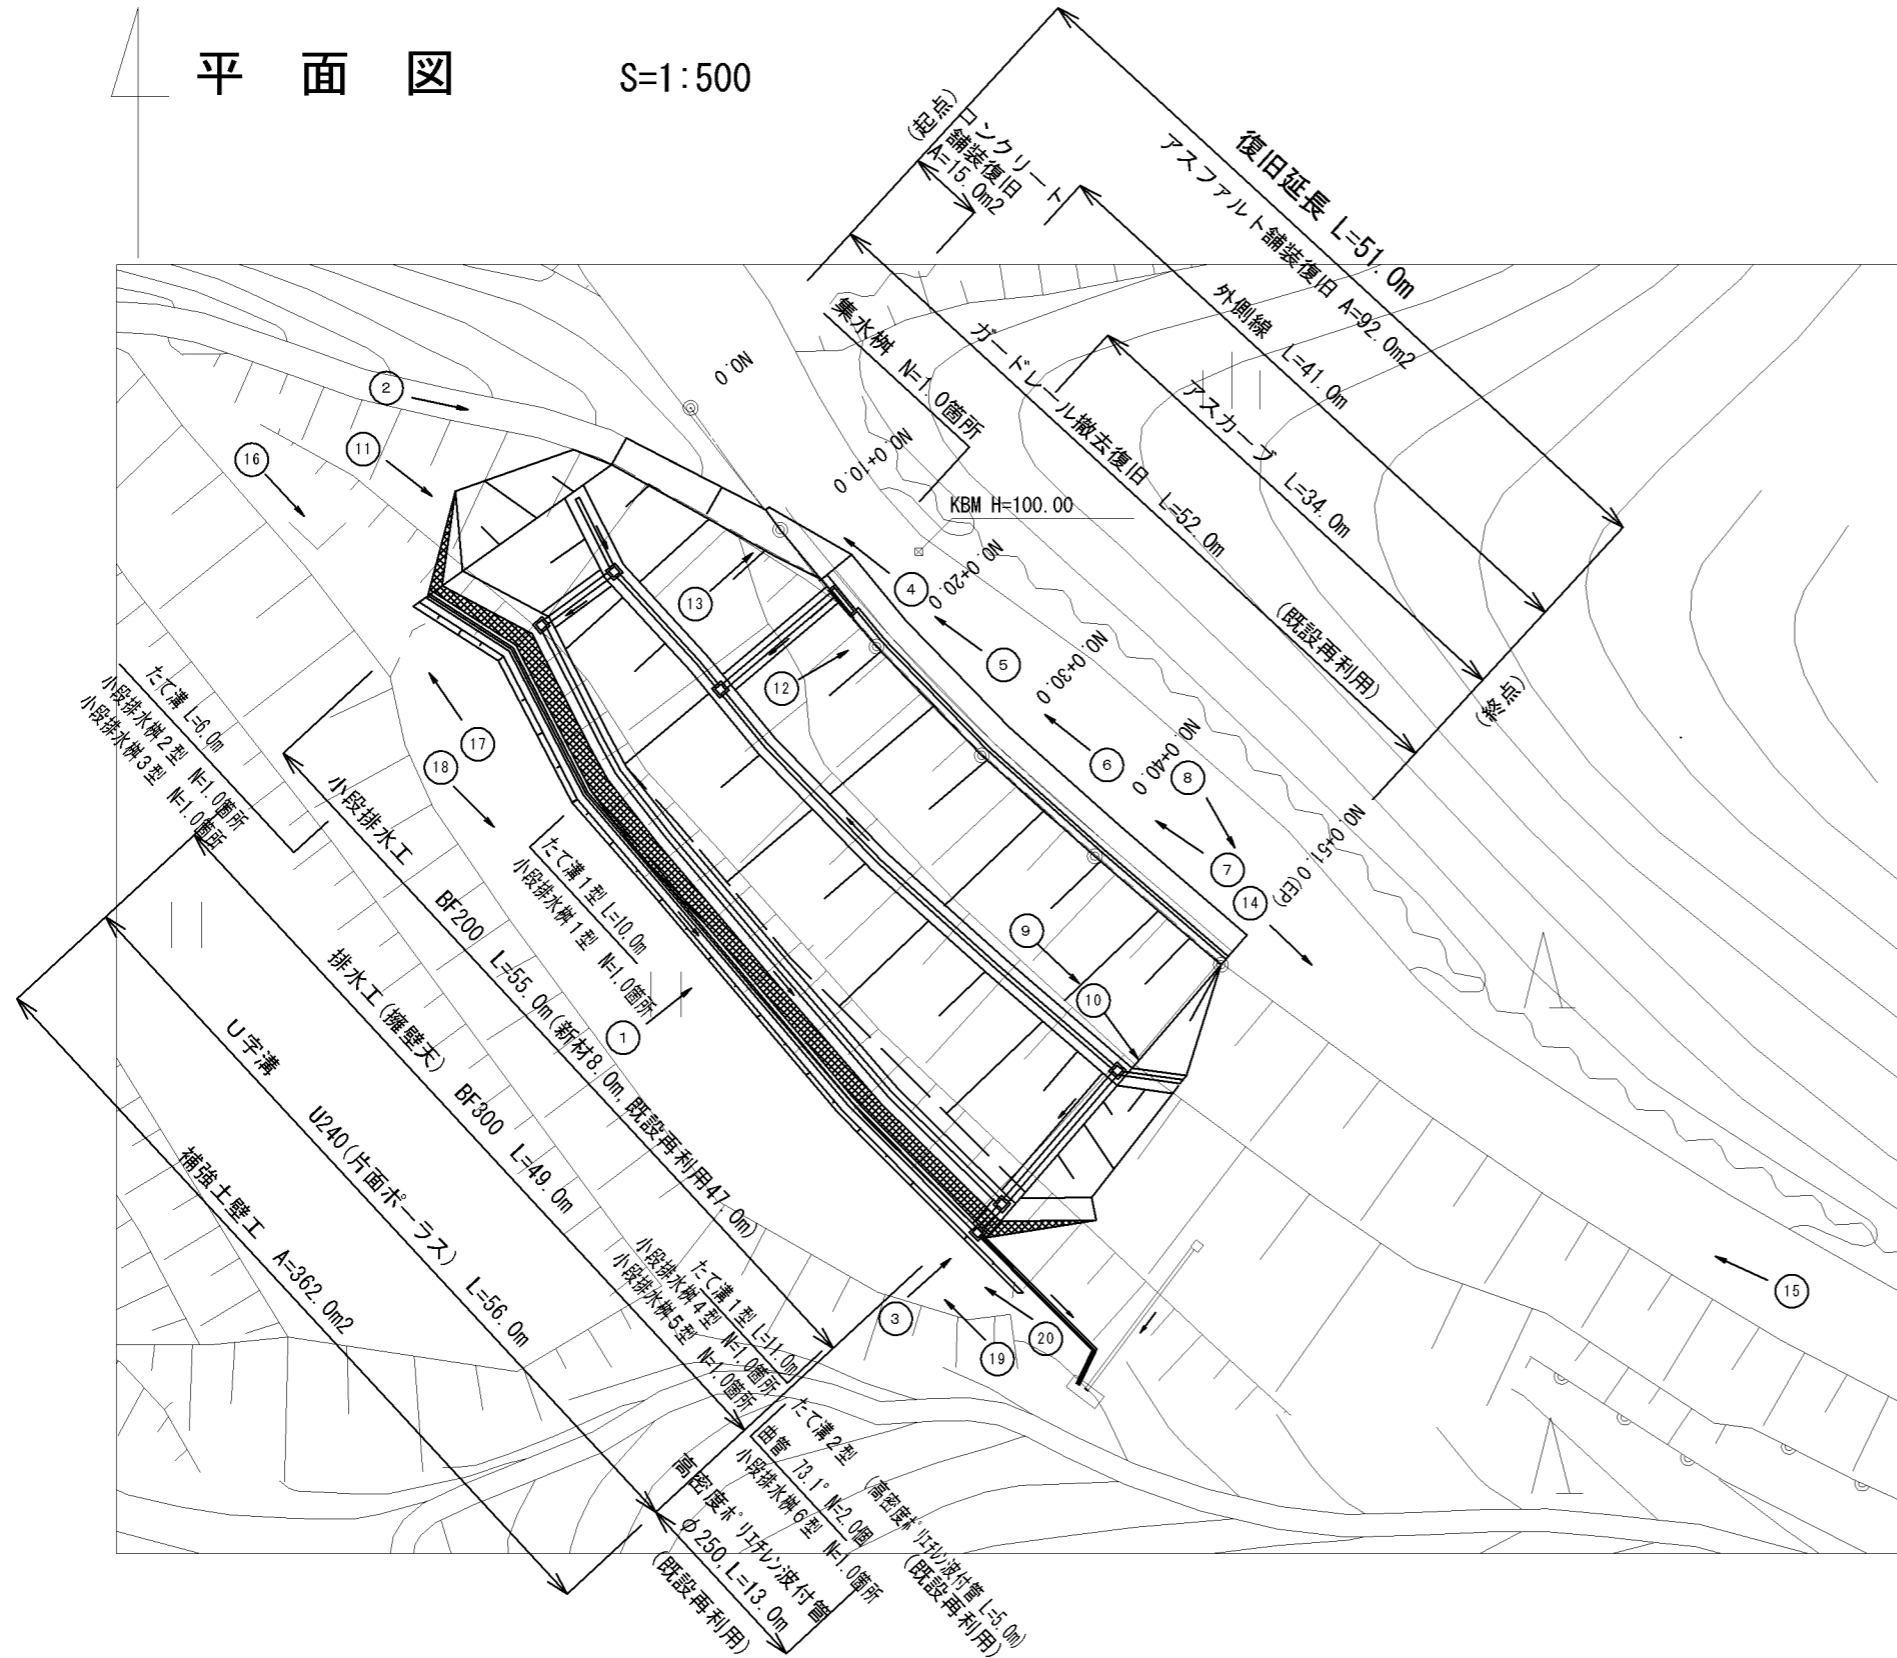 平面図 S=1:500
(起点)
コンクリート
舗装復旧
A=15.0m2
復旧延長 L=51.0m
アスファルト舗装復旧 A=92.0m2
外側線 L=41.0m
アスカーブ L=34.0m
ガードレール撤去復旧 L=52.0m
(既設再利用)
(終点)
集水桝 N=1.0箇所
KBM H=100.00
NO.0
NO.0+10.0
NO.0+20.0
NO.0+30.0
NO.0+40.0
NO.0+51.0(EP)
2
11
16
13
4
5
12
6
8
7
14
17
18
9
10
1
3
19
20
15
たて溝 L=6.0m
小段排水桝2型 N=1.0箇所
小段排水桝3型 N=1.0箇所
小段排水工 BF200 L=55.0m(新材8.0m,既設再利用47.0m)
たて溝1型 L=10.0m
小段排水桝1型 N=1.0箇所
排水工(擁壁天) BF300 L=49.0m
U字溝 U240(片面ポーラス) L=56.0m
補強土壁工 A=362.0m2
たて溝1型 L=11.0m
小段排水桝4型 N=1.0箇所
小段排水桝5型 N=1.0箇所
たて溝2型 (高密度ポリエチレン波付管 L=5.0m)
曲管 73.1° N=2.0個 (既設再利用)
小段排水桝6型 N=1.0箇所
高密度ポリエチレン波付管
φ250,L=13.0m
(既設再利用)